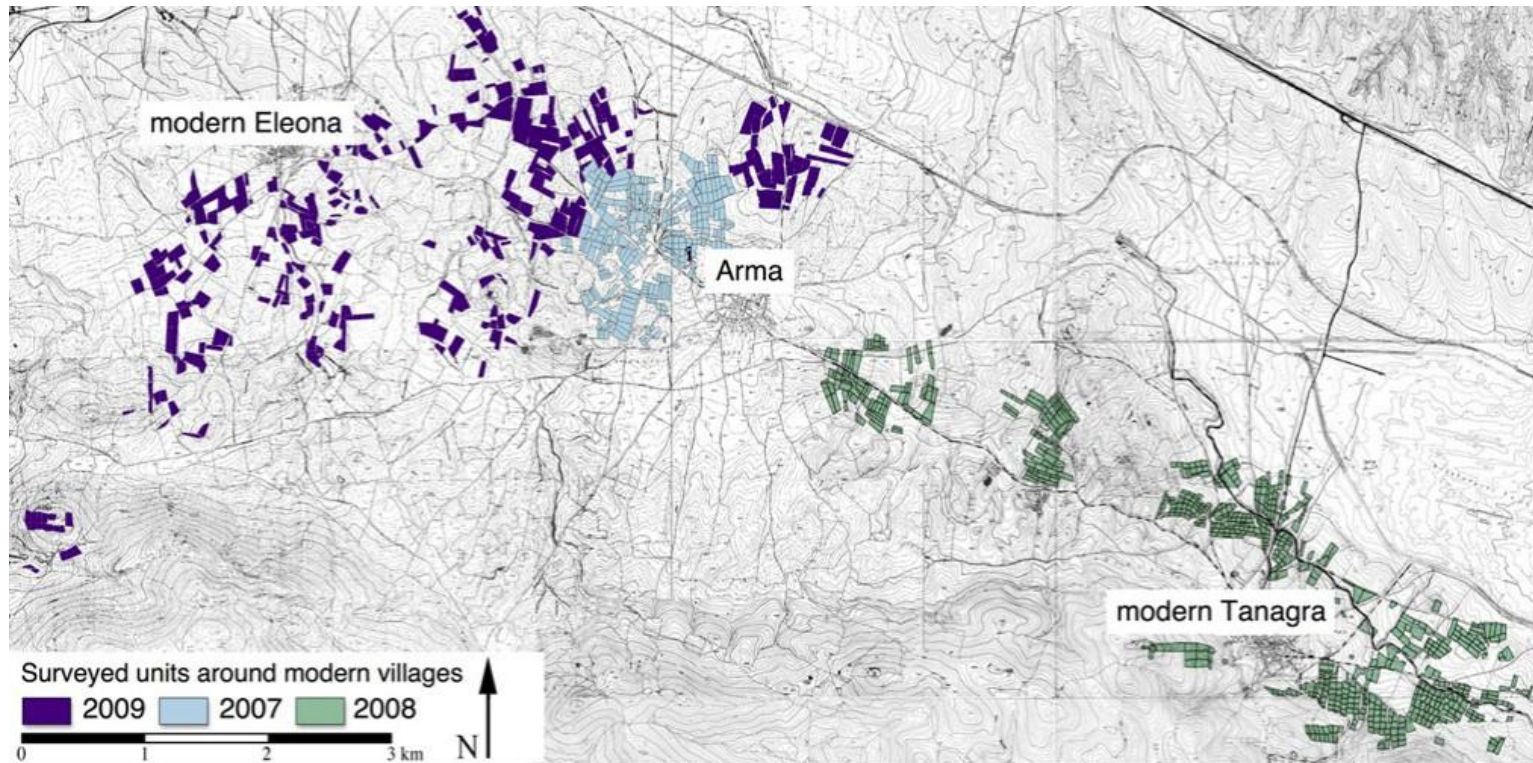 modern Eleona
Arma
modern Tanagra
Surveyed units around modern villages
2009 2007 2008
0 1 2 3 km
N